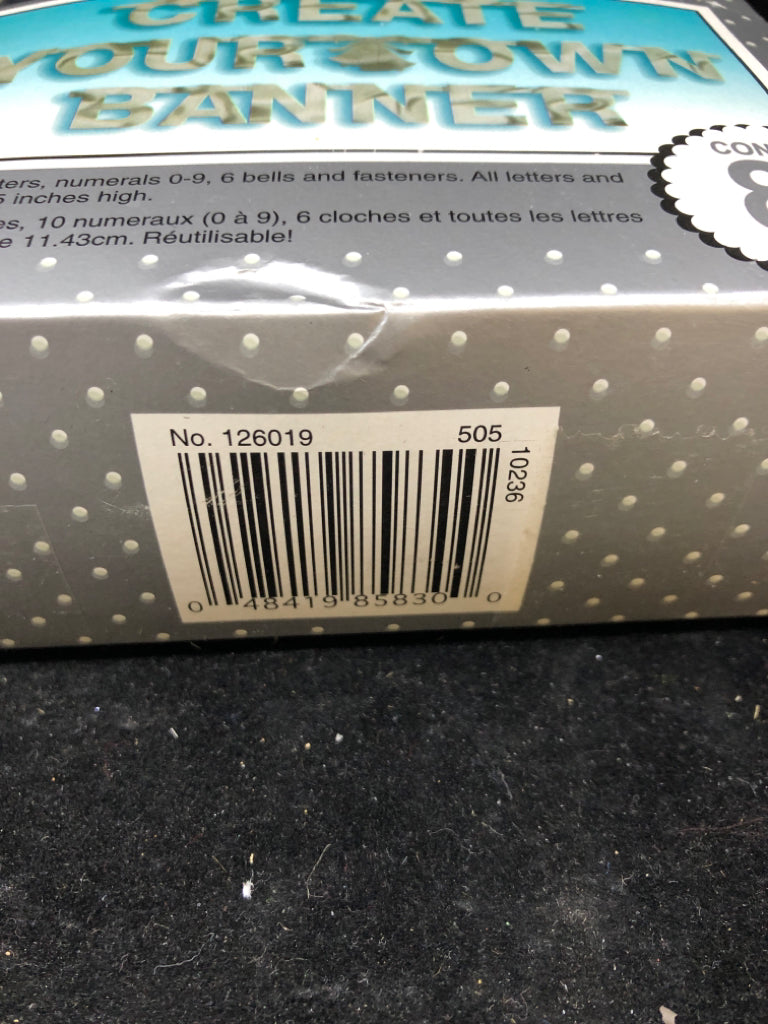 CREATE
YOUR OWN
BANNER
ters, numerals 0-9, 6 bells and fasteners. All letters and
5 inches high.
es, 10 numeraux (0 à 9), 6 cloches et toutes les lettres
e 11.43cm. Réutilisable!
CON
8
No. 126019 505
10236
0 48419 85830 0